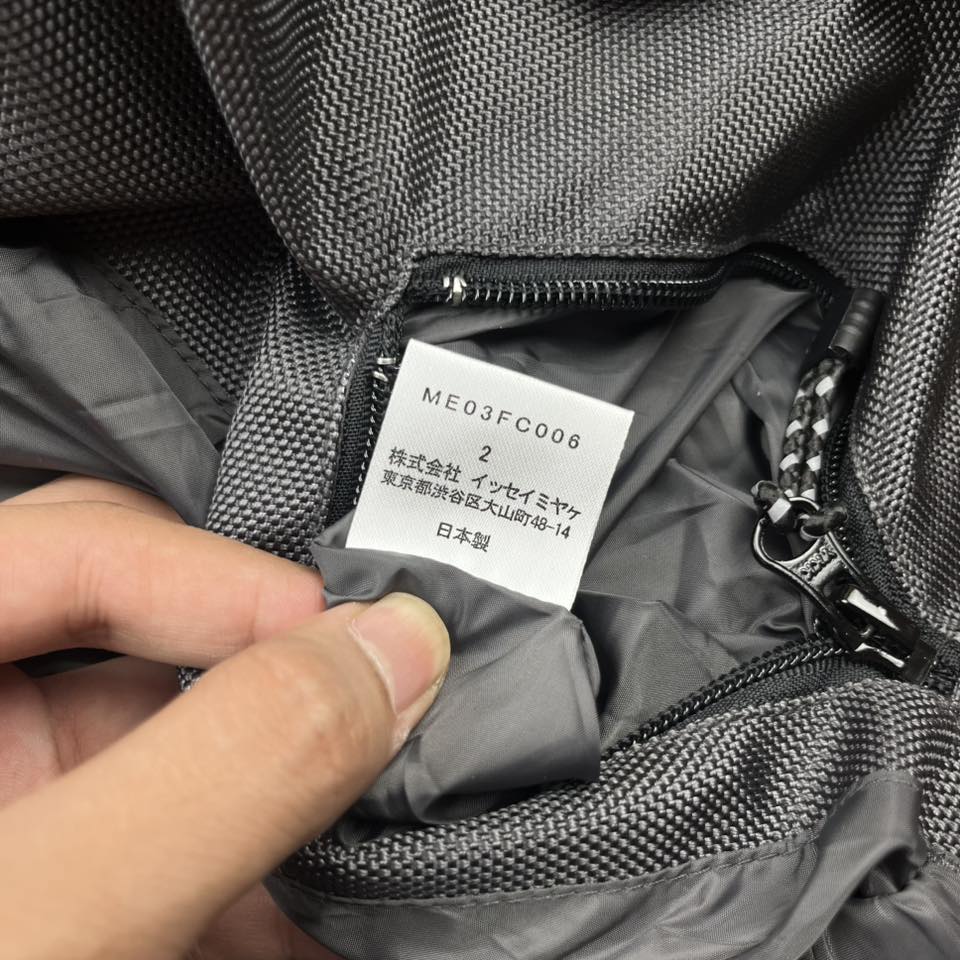 ME03FC006
2
株式会社 イッセイミヤケ
東京都渋谷区大山町48-14
日本製